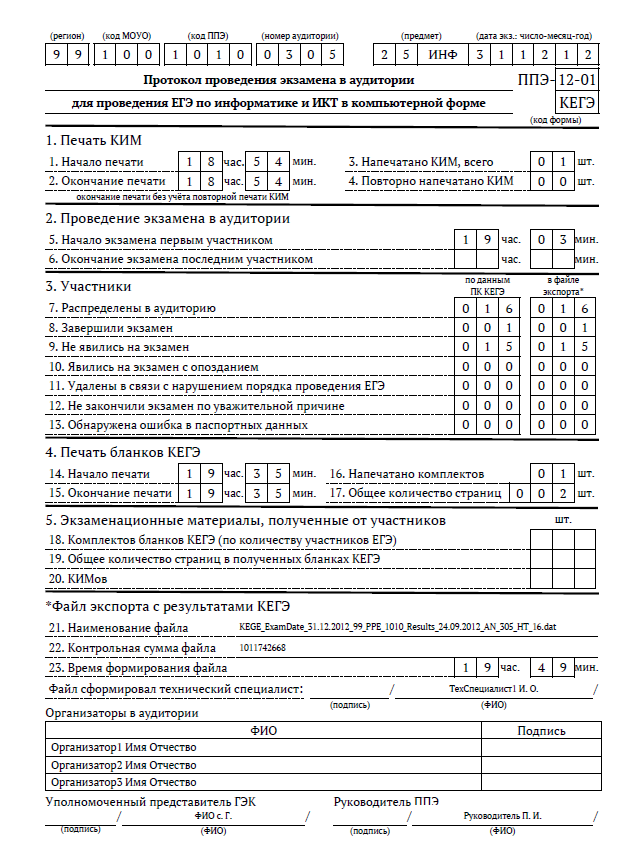 (регион) (код МОУО) (код ППЭ) (номер аудитории) (предмет) (дата экз.: число-месяц-год)
9 9 1 0 0 1 0 1 0 0 3 0 5 2 5 ИНФ 3 1 1 2 1 2
Протокол проведения экзамена в аудитории ППЭ- 12-01
для проведения ЕГЭ по информатике и ИКТ в компьютерной форме КЕГЭ
(код формы)
1. Печать КИМ
1. Начало печати 1 8 час. 5 4 мин. 3. Напечатано КИМ, всего 0 1 шт.
2. Окончание печати 1 8 час. 5 4 мин. 4. Повторно напечатано КИМ 0 0 шт.
окончание печати без учёта повторной печати КИМ
2. Проведение экзамена в аудитории
5. Начало экзамена первым участником 1 9 час. 0 3 мин.
6. Окончание экзамена последним участником час. мин.
3. Участники по данным ПК КЕГЭ в файле экспорта*
7. Распределены в аудиторию 0 1 6 0 1 6
8. Завершили экзамен 0 0 1 0 0 1
9. Не явились на экзамен 0 1 5 0 1 5
10. Явились на экзамен с опозданием 0 0 0 0 0 0
11. Удалены в связи с нарушением порядка проведения ЕГЭ 0 0 0 0 0 0
12. Не закончили экзамен по уважительной причине 0 0 0 0 0 0
13. Обнаружена ошибка в паспортных данных 0 0 0 0 0 0
4. Печать бланков КЕГЭ
14. Начало печати 1 9 час. 3 5 мин. 16. Напечатано комплектов 0 1 шт.
15. Окончание печати 1 9 час. 3 5 мин. 17. Общее количество страниц 0 0 2 шт.
5. Экзаменационные материалы, полученные от участников шт.
18. Комплектов бланков КЕГЭ (по количеству участников ЕГЭ)
19. Общее количество страниц в полученных бланках КЕГЭ
20. КИМов
*Файл экспорта с результатами КЕГЭ
21. Наименование файла KEGE_ExamDate_31.12.2012_99_PPE_1010_Results_24.09.2012_AN_305_HT_16.dat
22. Контрольная сумма файла 1011742668
23. Время формирования файла 1 9 час. 4 9 мин.
Файл сформировал технический специалист: / ТехСпециалист1 И. О. /
(подпись) (ФИО)
Организаторы в аудитории
ФИО Подпись
Организатор1 Имя Отчество
Организатор2 Имя Отчество
Организатор3 Имя Отчество
Уполномоченный представитель ГЭК Руководитель ППЭ
/ ФИО с. Г. / / Руководитель П. И. /
(подпись) (ФИО) (подпись) (ФИО)